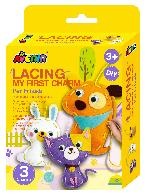 AVENIR
LACING
MY FIRST CHARM
Pet Friends
3+
DIY
3